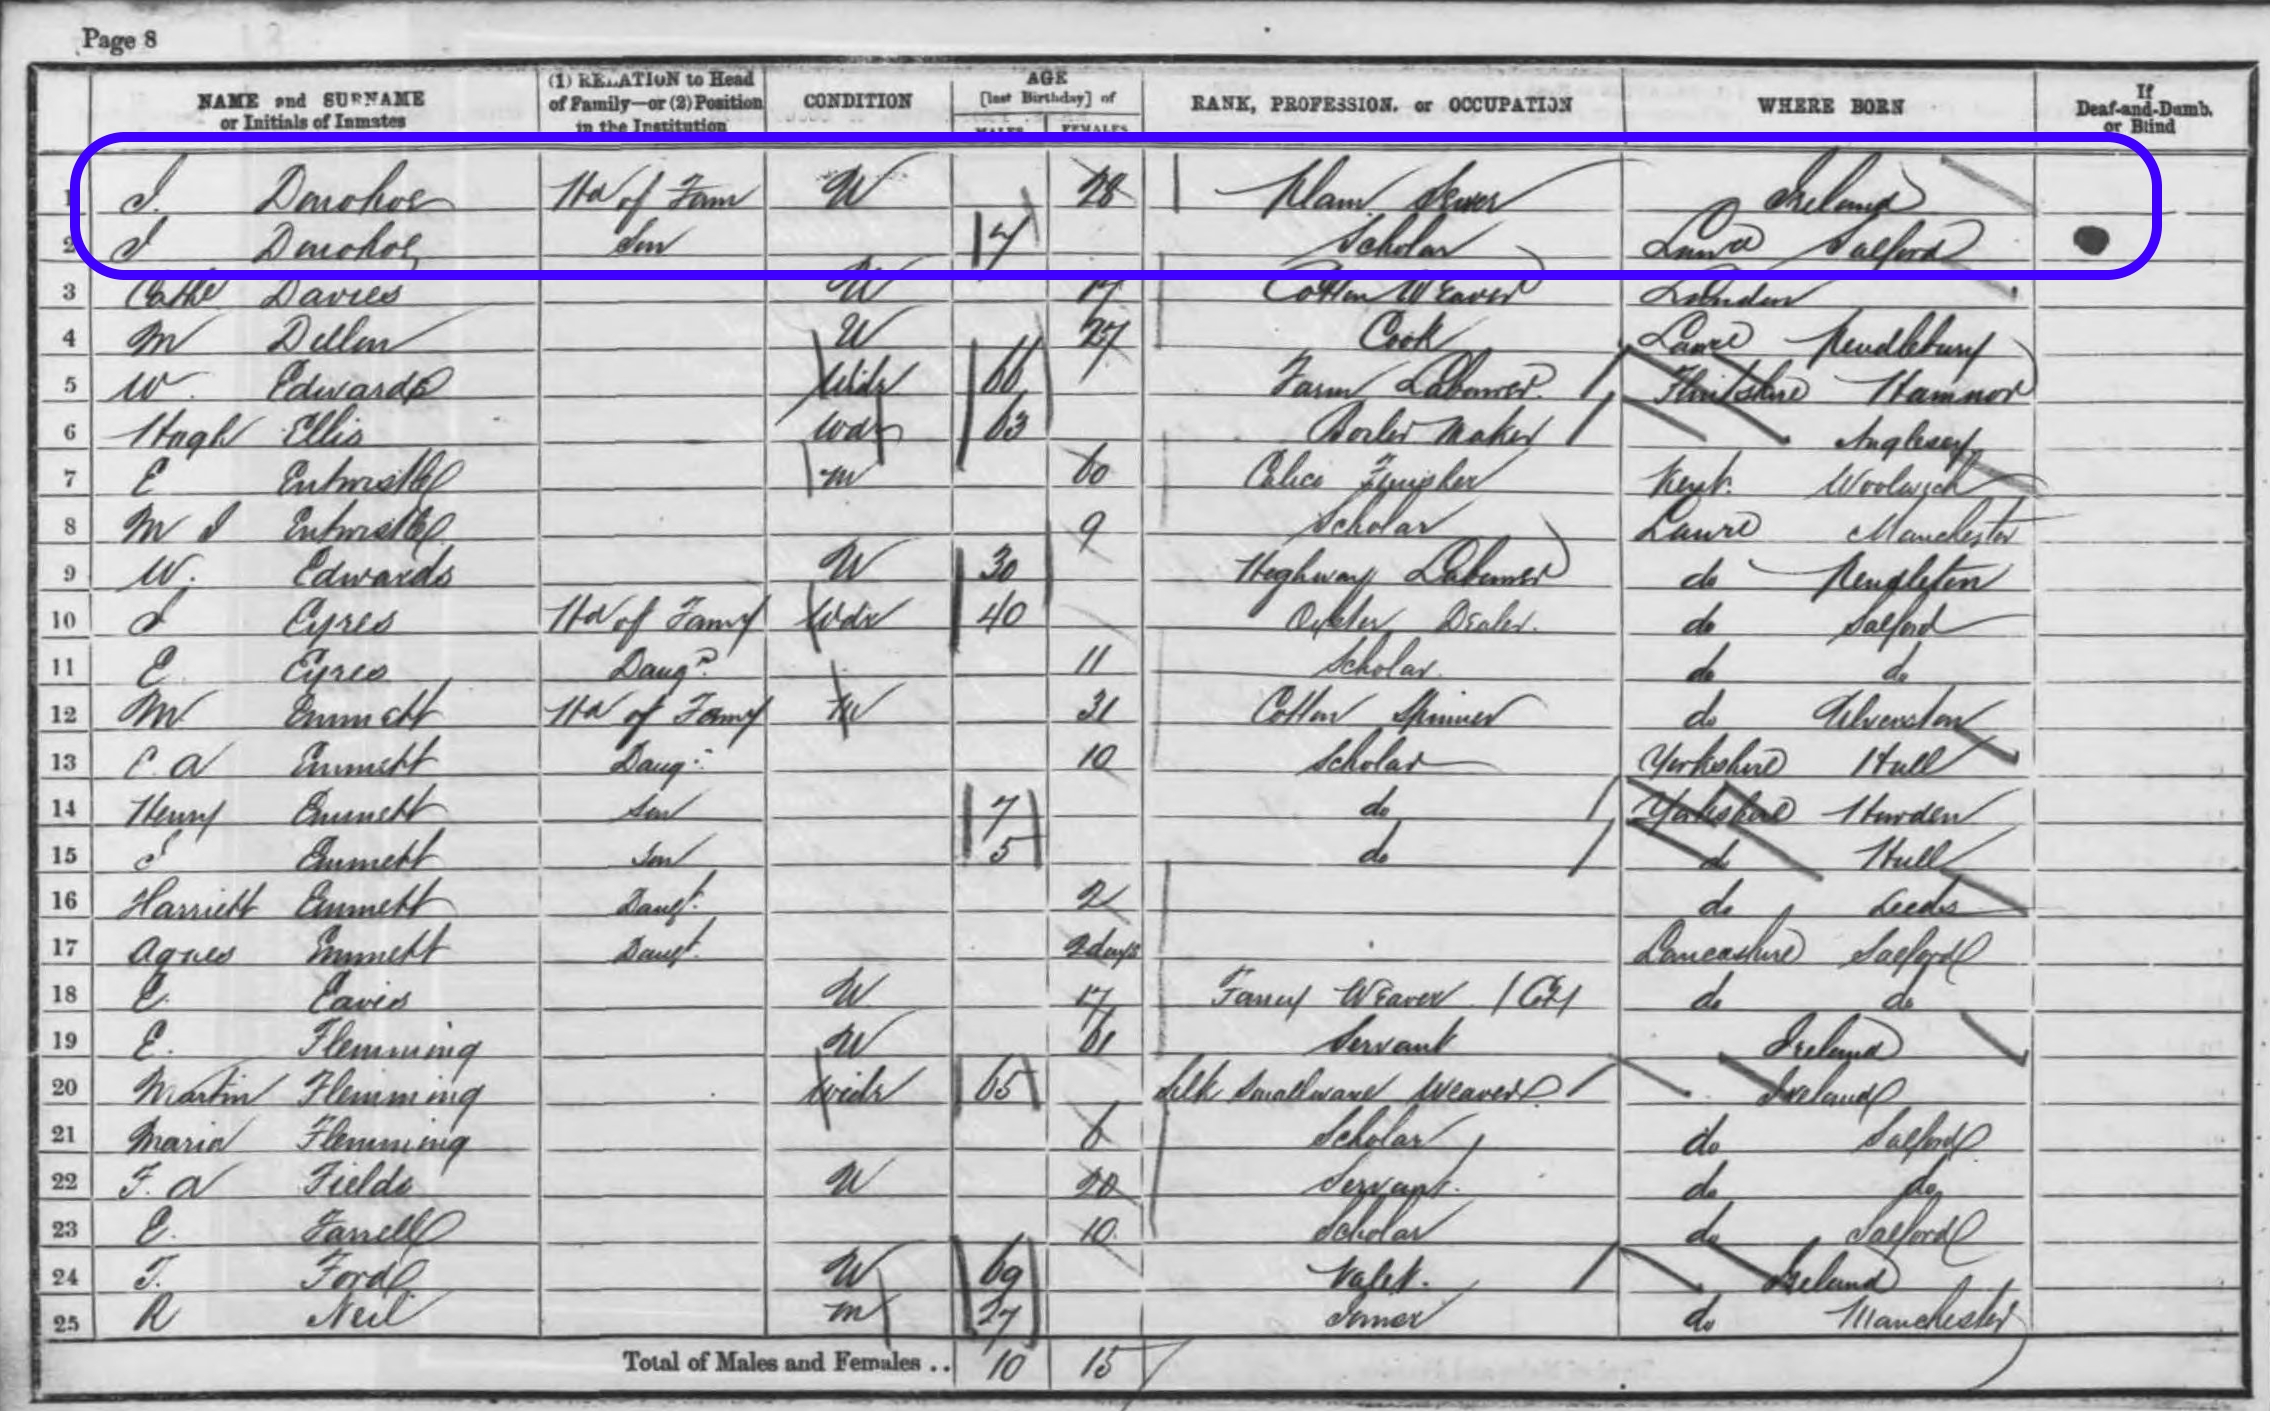 Page 8
NAME and SURNAME or Initials of Inmates | (1) RELATION to Head of Family—or (2) Position in the Institution | CONDITION | AGE [last Birthday] of MALES FEMALES | RANK, PROFESSION, or OCCUPATION | WHERE BORN | If Deaf-and-Dumb, or Blind
1 J. Donohoe Hd of Fam U 28 Plain Sewer Ireland
2 J Donohoe Son 7 Scholar Lanc Salford
3 Cathe Davies U 17 Cotton Weaver London
4 M Dillon U 27 Cook Lanc Pendlebury
5 W. Edwards Widr 66 Farm Labourer. Flintshire Hanmor
6 Hugh Ellis Widr 63 Boiler Maker Anglesey
7 E Entwistle M 60 Calico Finisher Kent. Woolwich
8 M J Entwistle 9 Scholar Lanc Manchester
9 W. Edwards U 30 Highway Labourer do Pendleton
10 J Eyres Hd of Famy Widr 40 Oyster Dealer. do Salford
11 E Eyres Daugr. 11 Scholar. do do
12 M Emmett Hd of Famy 31 Cotton Spinner do Ulverston
13 C. A Emmett Daug. 10 Scholar Yorkshire Hull
14 Henry Emmett Son 7 do Yorkshire Howden
15 J Emmett Son 5 do do Hull
16 Harriett Emmett Daugt. 2 do Leeds
17 Agnes Emmett Daugt. 2 days Lancashire Salford
18 E. Eavis U 17 Fancy Weaver do do
19 E. Flemming U 61 Servant Ireland
20 Martin Flemming Widr 65 Silk Smallware Weaver Ireland
21 Maria Flemming 6 Scholar do Salford
22 F. A Fields U 20 Servant. do do
23 E. Farrell 10 Scholar do Salford
24 T. Ford U 69 Valet. Ireland
25 R Neil M 27 do Manchester
Total of Males and Females .. 10 15